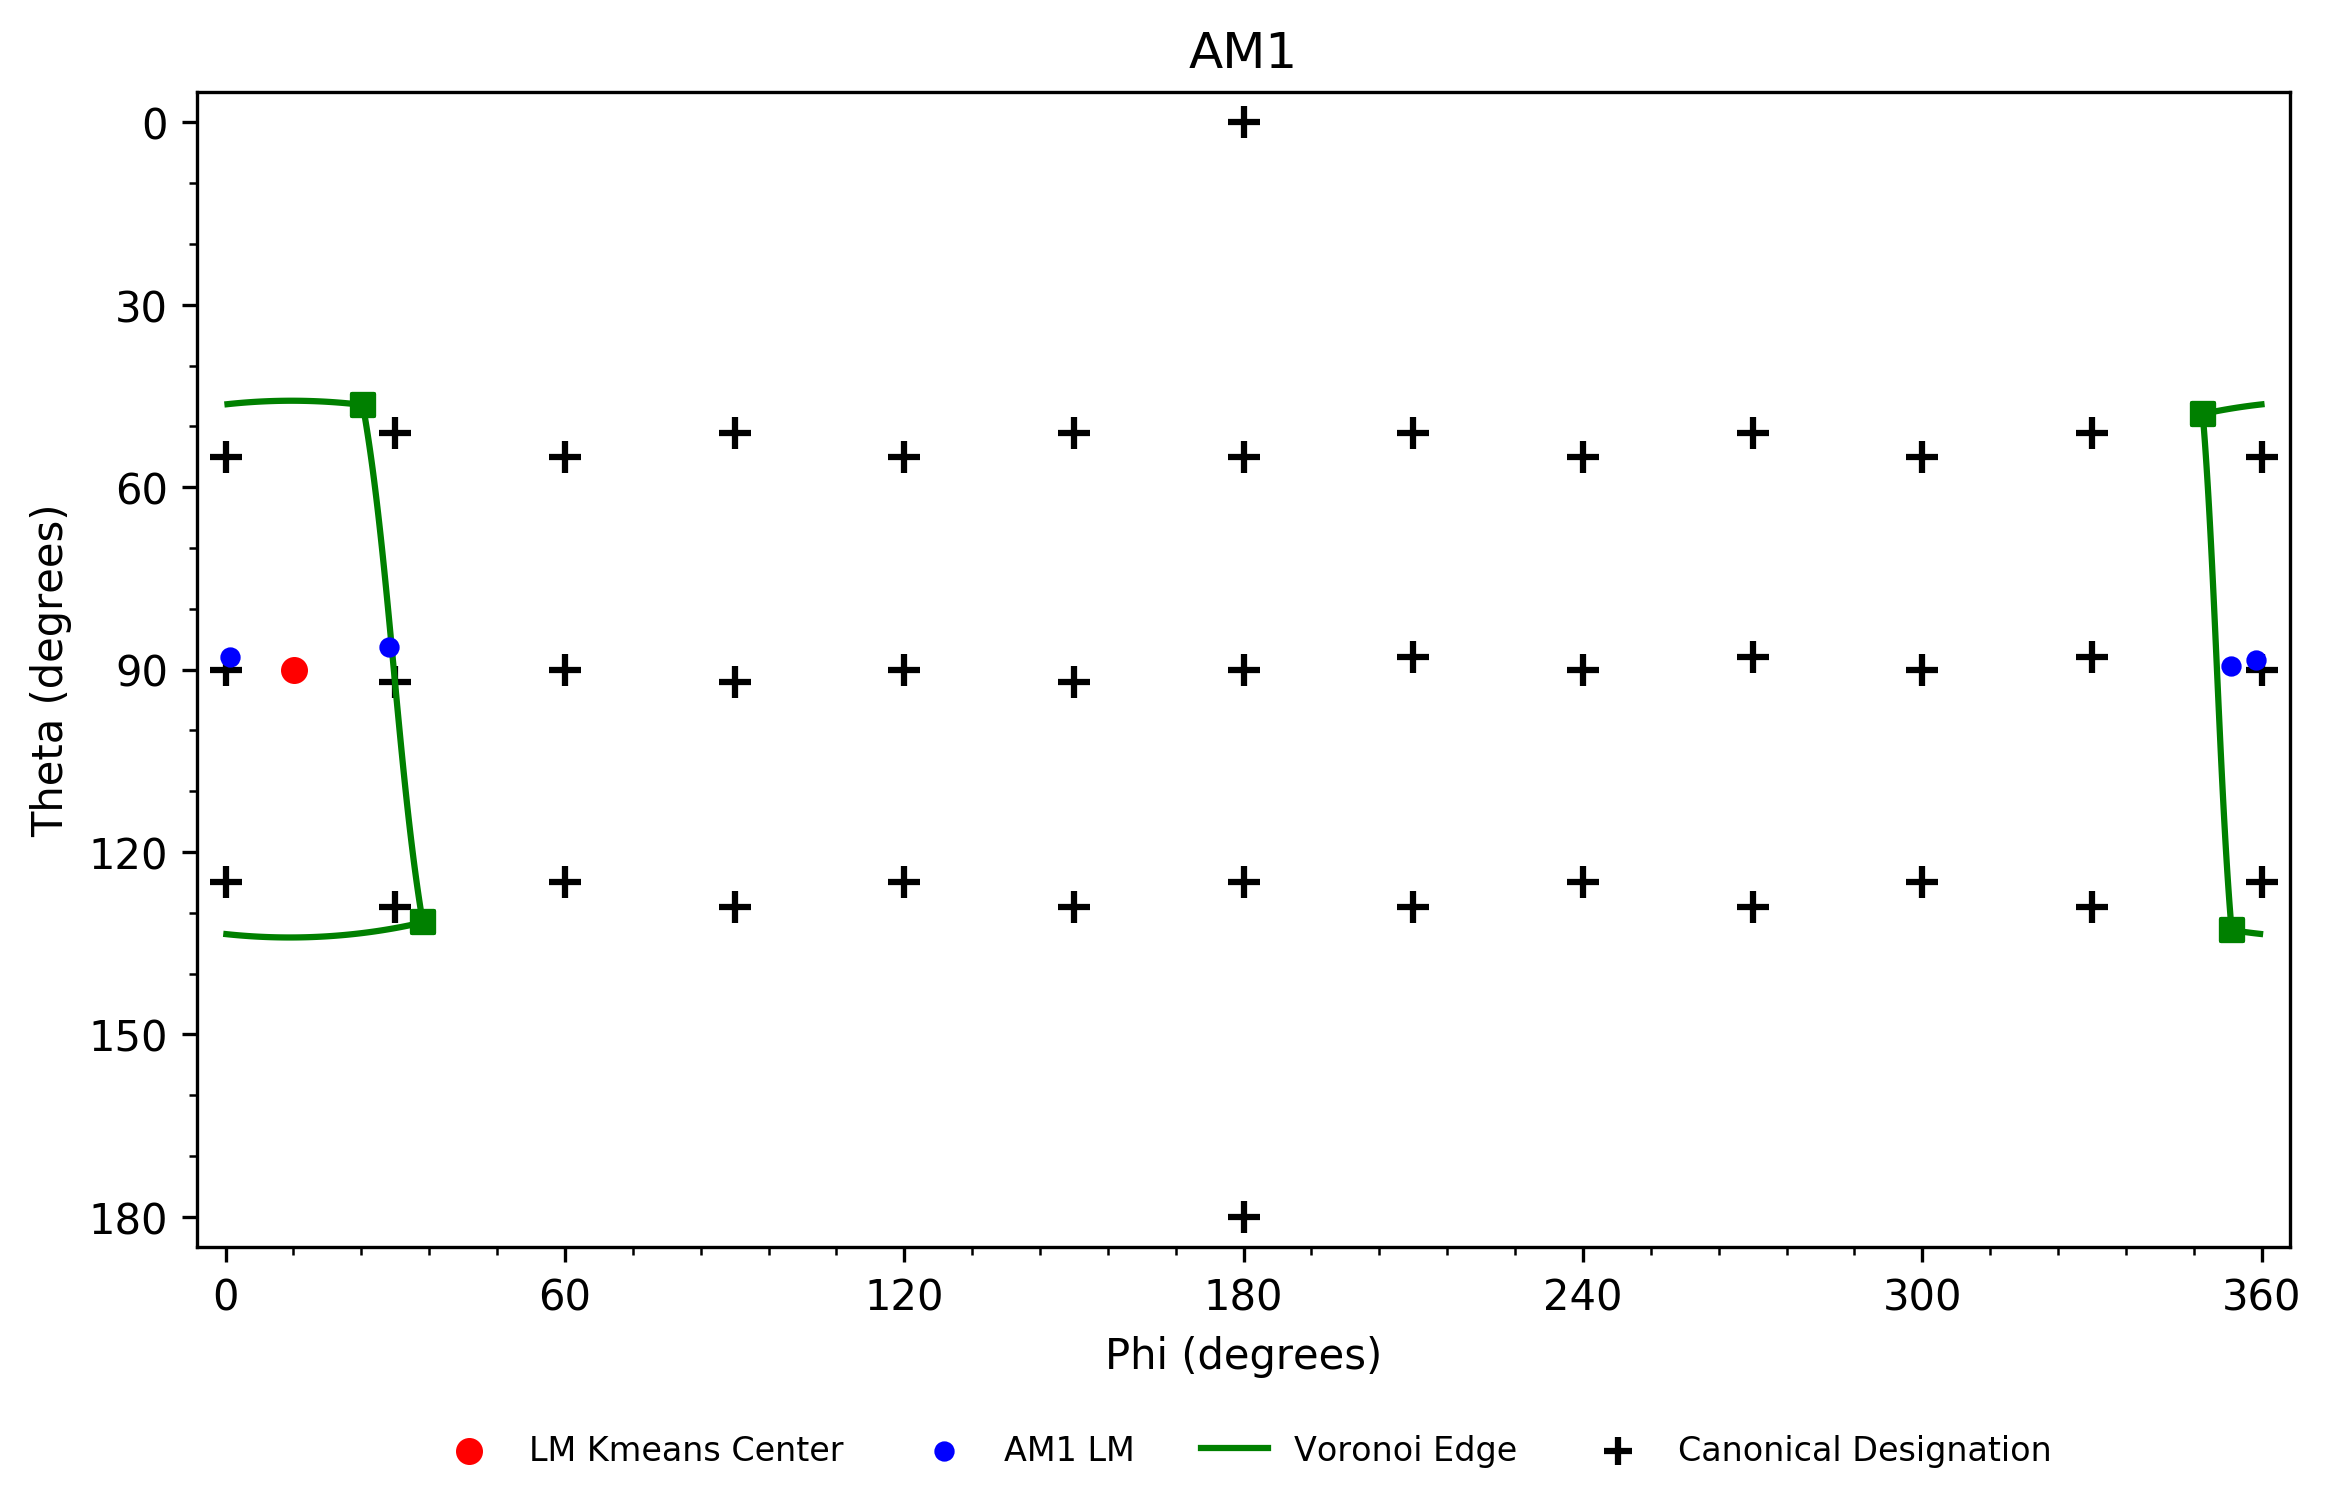 AM1
0
30
60
90
120
150
180
Theta (degrees)
0 60 120 180 240 300 360
Phi (degrees)
LM Kmeans Center AM1 LM Voronoi Edge Canonical Designation